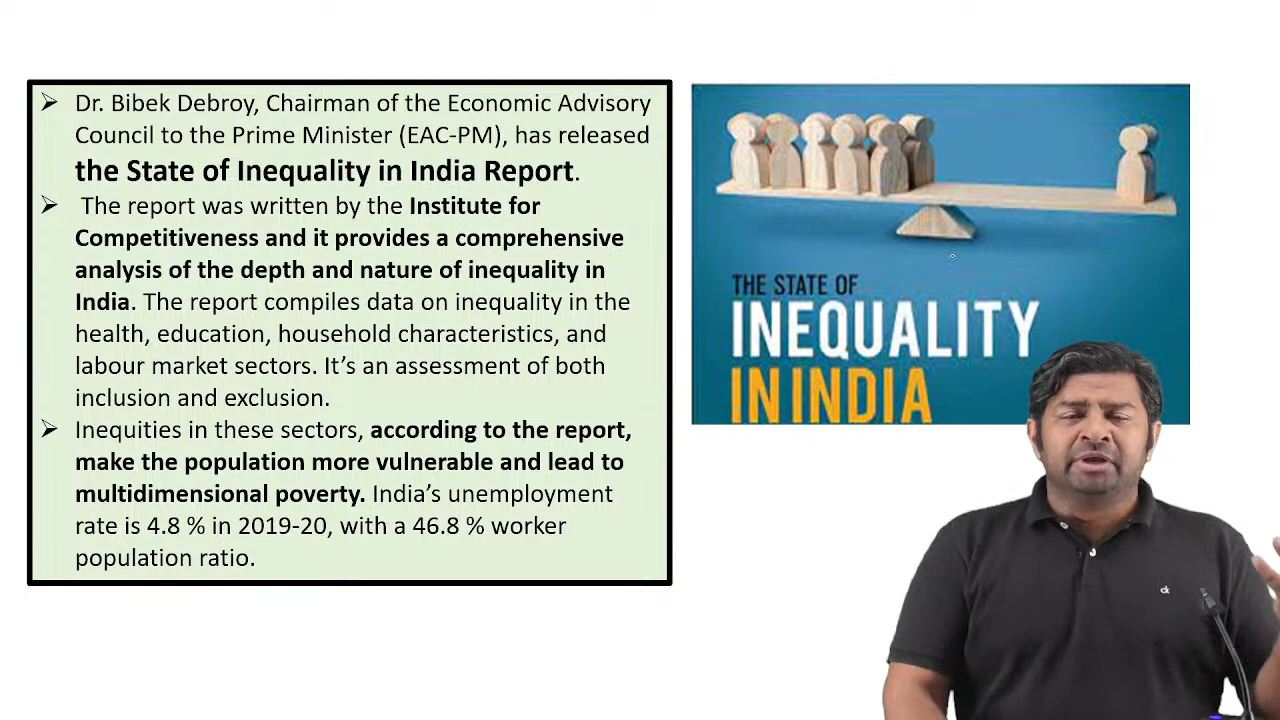 ➢ Dr. Bibek Debroy, Chairman of the Economic Advisory
Council to the Prime Minister (EAC-PM), has released
the State of Inequality in India Report.
➢ The report was written by the Institute for
Competitiveness and it provides a comprehensive
analysis of the depth and nature of inequality in
India. The report compiles data on inequality in the
health, education, household characteristics, and
labour market sectors. It’s an assessment of both
inclusion and exclusion.
➢ Inequities in these sectors, according to the report,
make the population more vulnerable and lead to
multidimensional poverty. India’s unemployment
rate is 4.8 % in 2019-20, with a 46.8 % worker
population ratio.
THE STATE OF
INEQUALITY
IN INDIA
ck